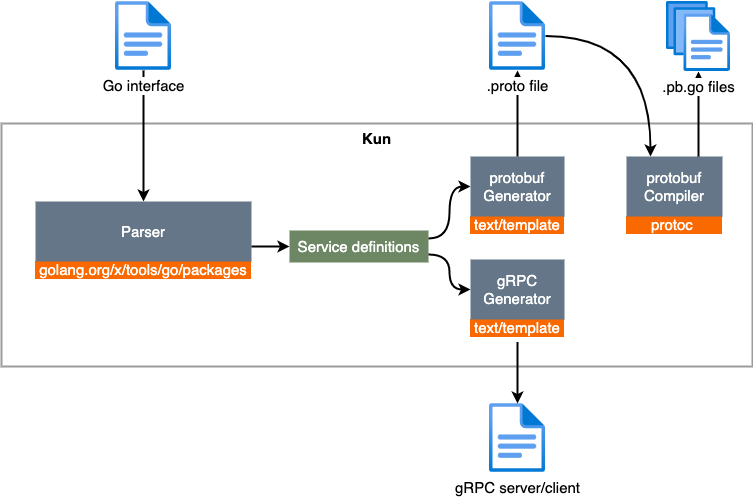 Go interface
.proto file
.pb.go files
Kun
Parser
golang.org/x/tools/go/packages
Service definitions
protobuf
Generator
text/template
protobuf
Compiler
protoc
gRPC
Generator
text/template
gRPC server/client